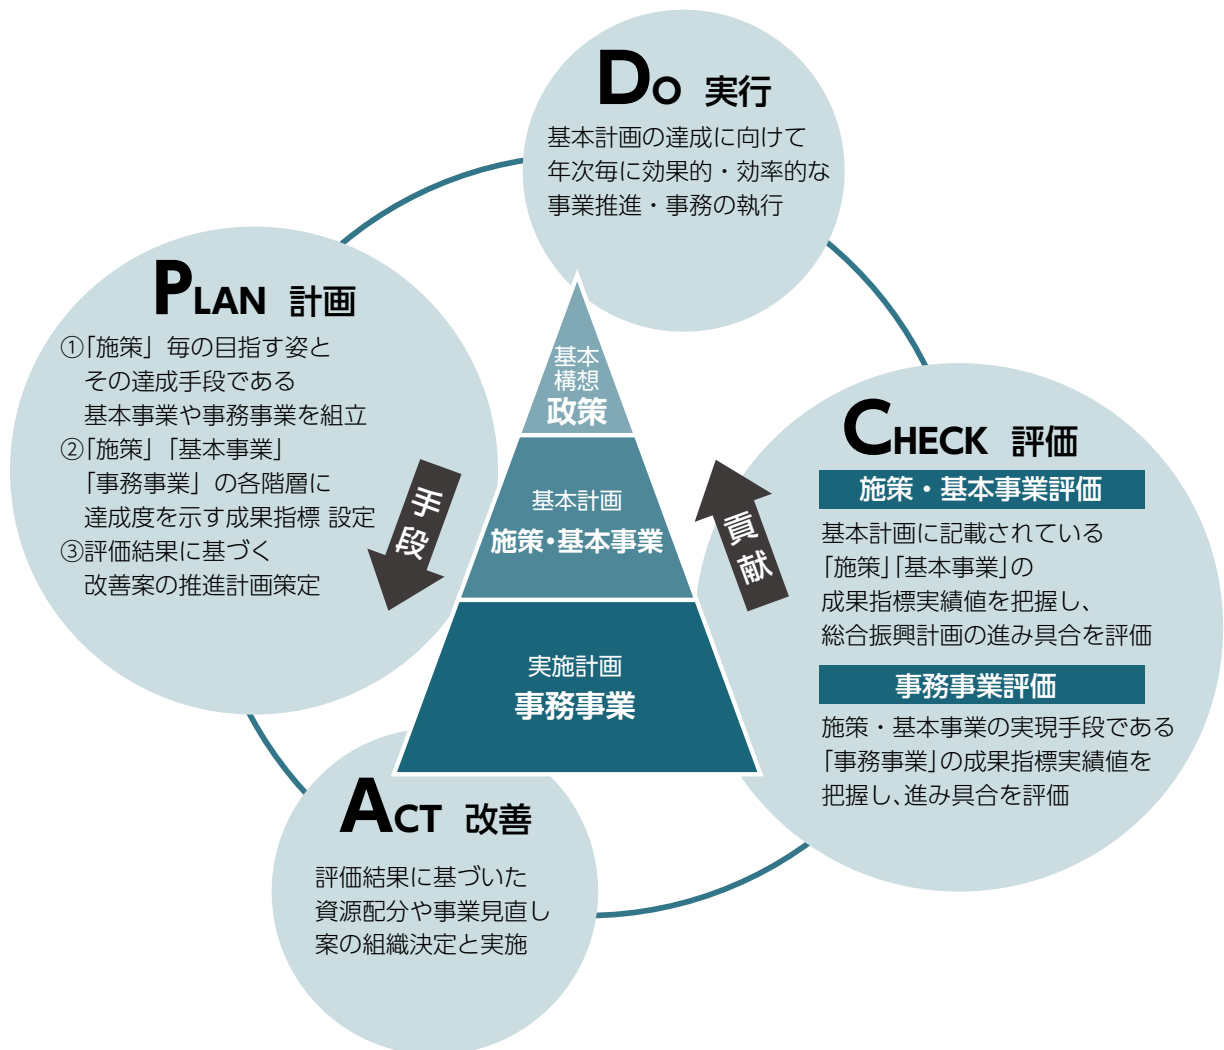 Do 実行
基本計画の達成に向けて
年次毎に効果的・効率的な
事業推進・事務の執行
PLAN 計画
①「施策」毎の目指す姿と
その達成手段である
基本事業や事務事業を組立
②「施策」「基本事業」
「事務事業」の各階層に
達成度を示す成果指標 設定
③評価結果に基づく
改善案の推進計画策定
手段
基本
構想
政策
基本計画
施策・基本事業
実施計画
事務事業
貢献
CHECK 評価
施策・基本事業評価
基本計画に記載されている
「施策」「基本事業」の
成果指標実績値を把握し、
総合振興計画の進み具合を評価
事務事業評価
施策・基本事業の実現手段である
「事務事業」の成果指標実績値を
把握し、進み具合を評価
ACT 改善
評価結果に基づいた
資源配分や事業見直し
案の組織決定と実施